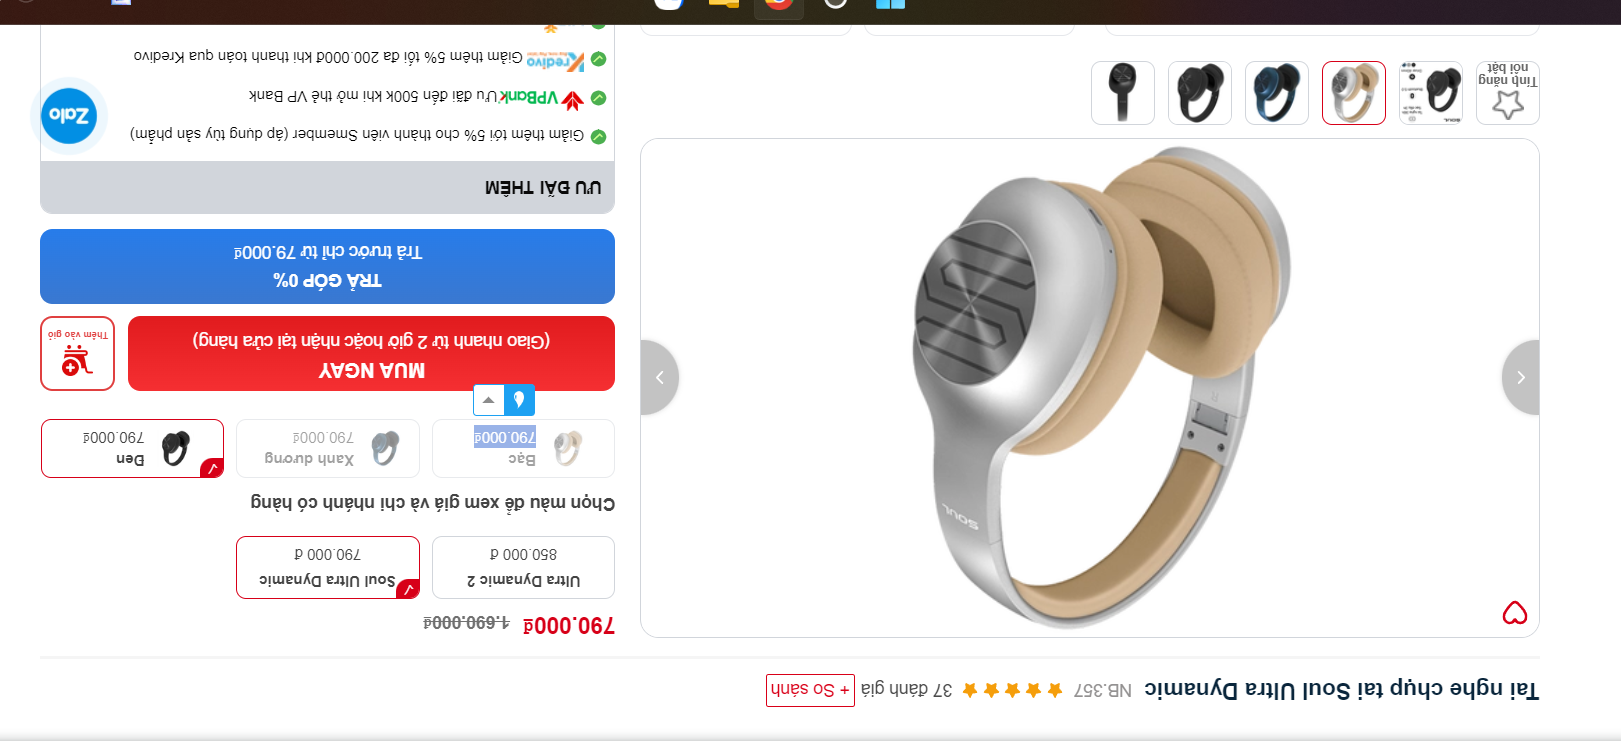 Tai nghe chụp tai Soul Ultra Dynamic NB.357 37 đánh giá + So sánh
SOUL
R
Tính năng
nổi bật
SOUL
790.000₫ 1.690.000₫
Ultra Dynamic 2
850.000 ₫
Soul Ultra Dynamic
790.000 ₫
Chọn màu để xem giá và chi nhánh có hàng
Bạc
790.000₫
Xanh dương
790.000₫
Đen
790.000₫
MUA NGAY
(Giao nhanh từ 2 giờ hoặc nhận tại cửa hàng)
Thêm vào giỏ
TRẢ GÓP 0%
Trả trước chỉ từ 79.000₫
ƯU ĐÃI THÊM
Giảm thêm tới 5% cho thành viên Smember (áp dụng tùy sản phẩm)
VPBank Ưu đãi đến 500k khi mở thẻ VP Bank
Kredivo Giảm thêm 5% tối đa 200.000đ khi thanh toán qua Kredivo
Zalo